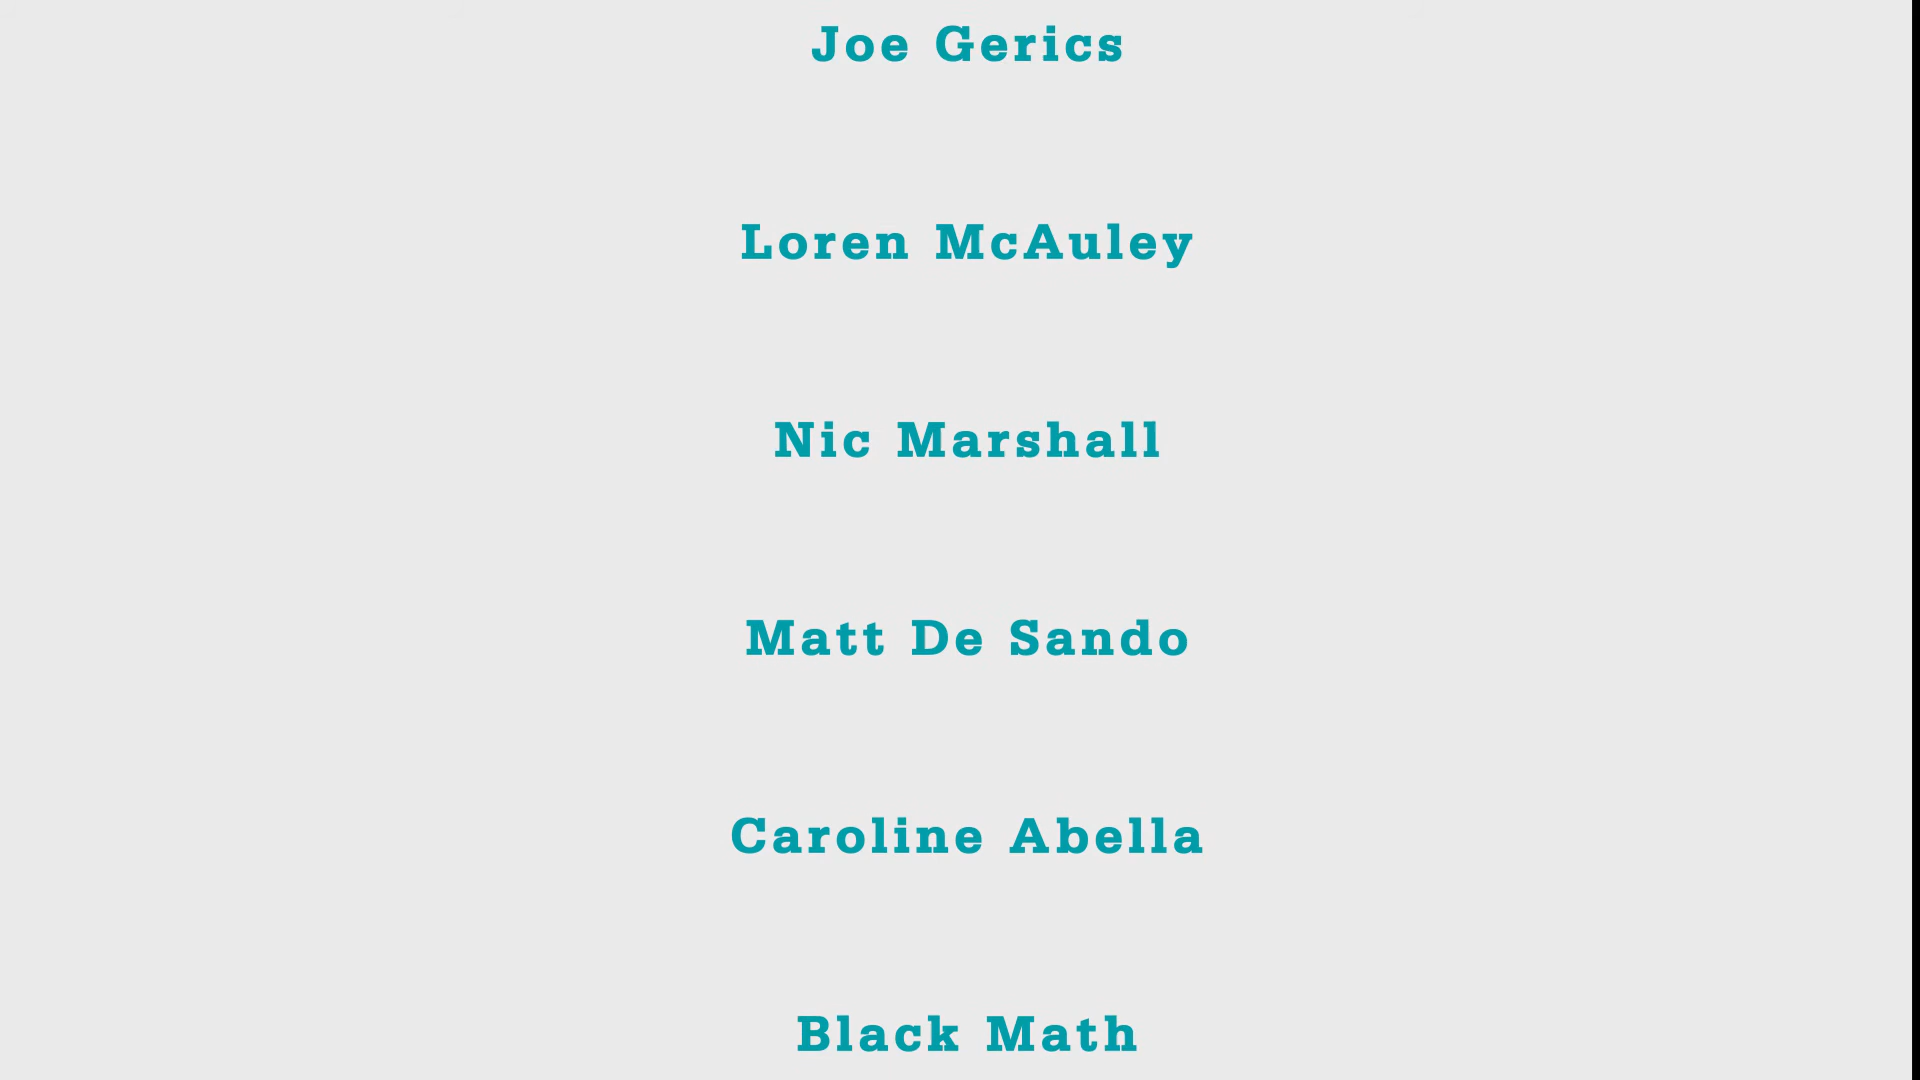 Joe Gerics
Loren McAuley
Nic Marshall
Matt De Sando
Caroline Abella
Black Math